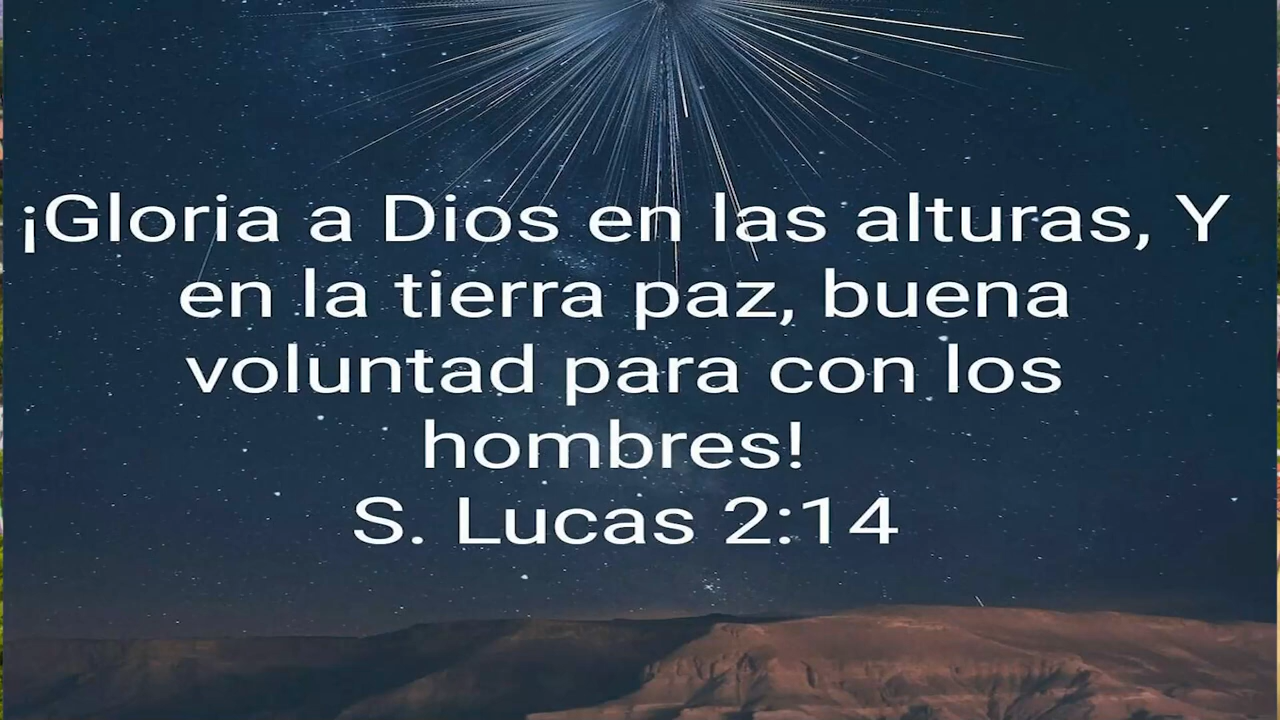 ¡Gloria a Dios en las alturas, Y
en la tierra paz, buena
voluntad para con los
hombres!
S. Lucas 2:14